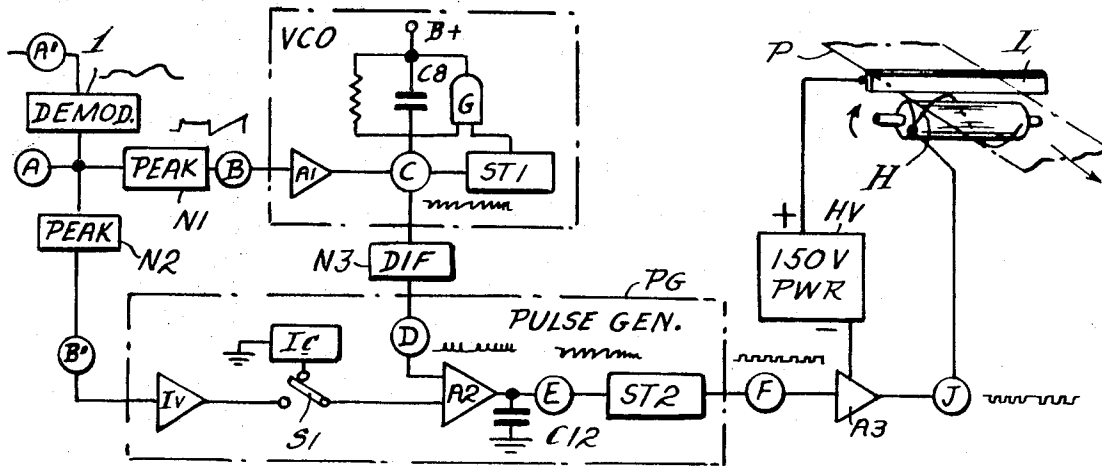 A'
1
DEMOD.
A
PEAK
N1
B
PEAK
N2
B'
VCO
B+
C8
G
A1
C
ST1
N3
DIF
PG
PULSE GEN.
D
IC
IV
S1
A2
E
C12
ST2
F
A3
J
HV
+
150V
PWR
−
P
I
H